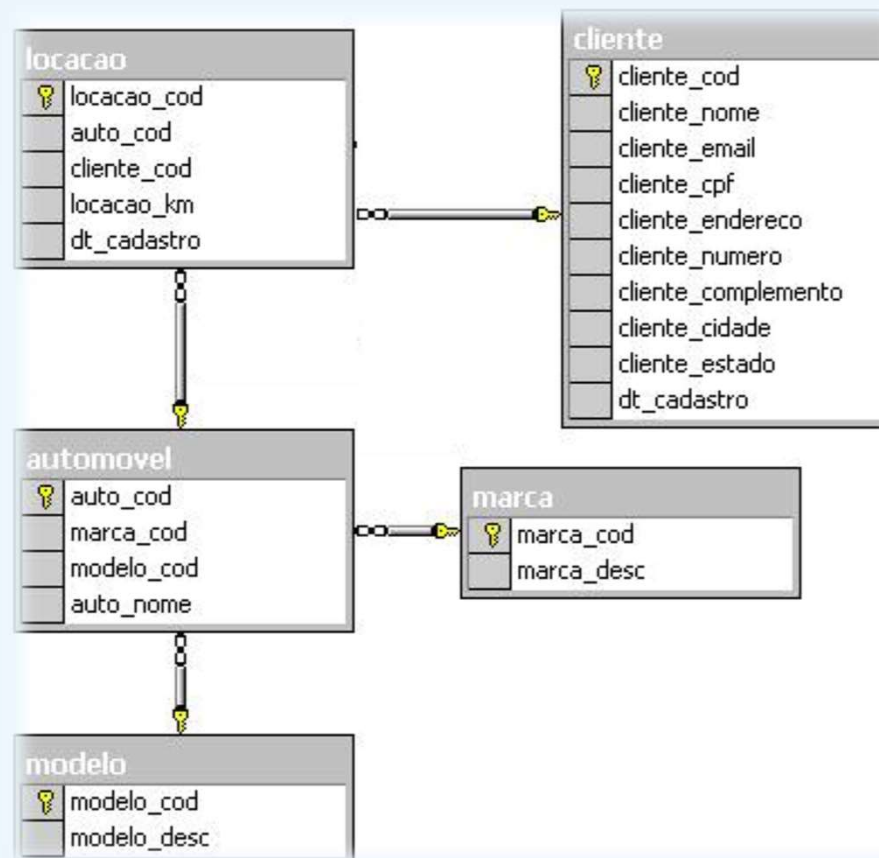 locacao
locacao_cod
auto_cod
cliente_cod
locacao_km
dt_cadastro
cliente
cliente_cod
cliente_nome
cliente_email
cliente_cpf
cliente_endereco
cliente_numero
cliente_complemento
cliente_cidade
cliente_estado
dt_cadastro
automovel
auto_cod
marca_cod
modelo_cod
auto_nome
marca
marca_cod
marca_desc
modelo
modelo_cod
modelo_desc